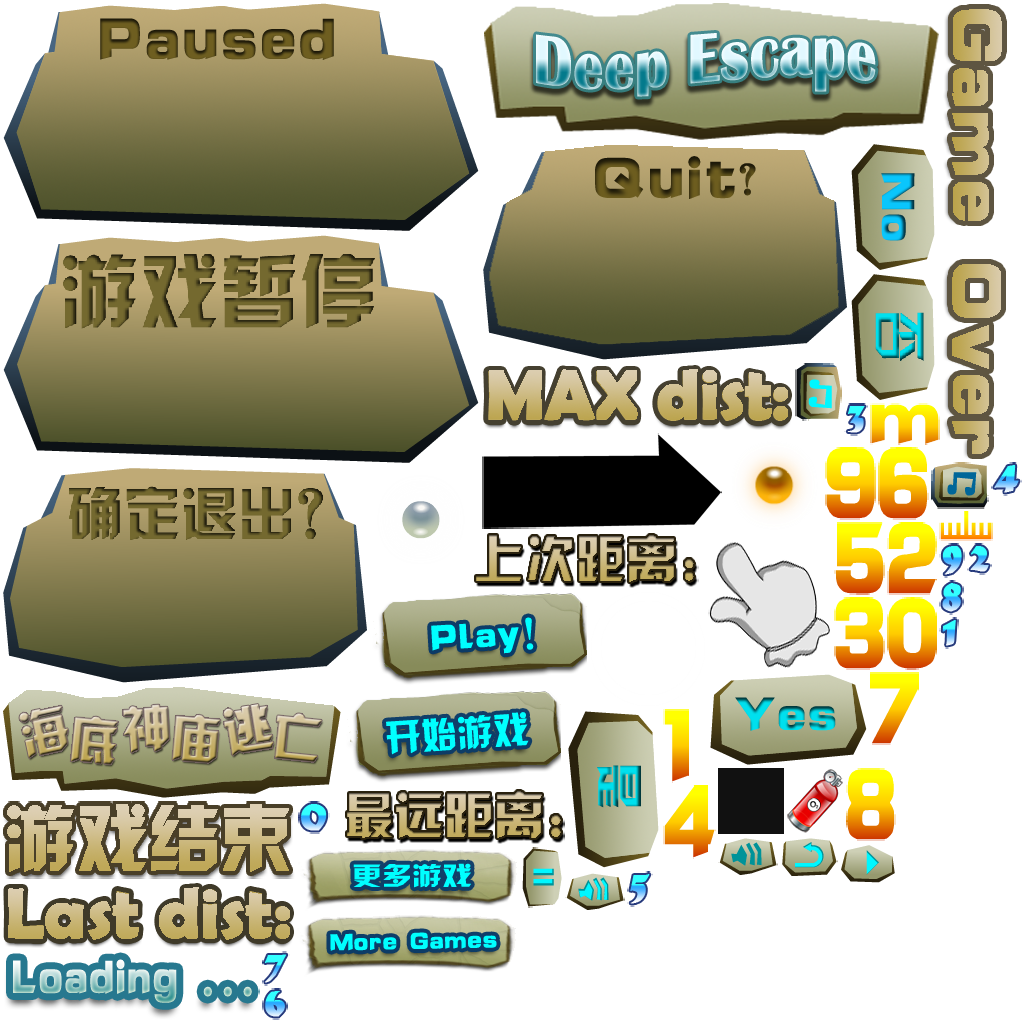 Paused
Deep Escape
Game Over
Quit?
No
游戏暂停
否
MAX dist:
3
m
96
4
确定退出?
52
92
上次距离:
8
30
1
Play!
7
Yes
海底神庙逃亡
开始游戏
是
1
4
O2
8
游戏结束
0
最远距离:
更多游戏
5
Last dist:
More Games
Loading ...
7
6